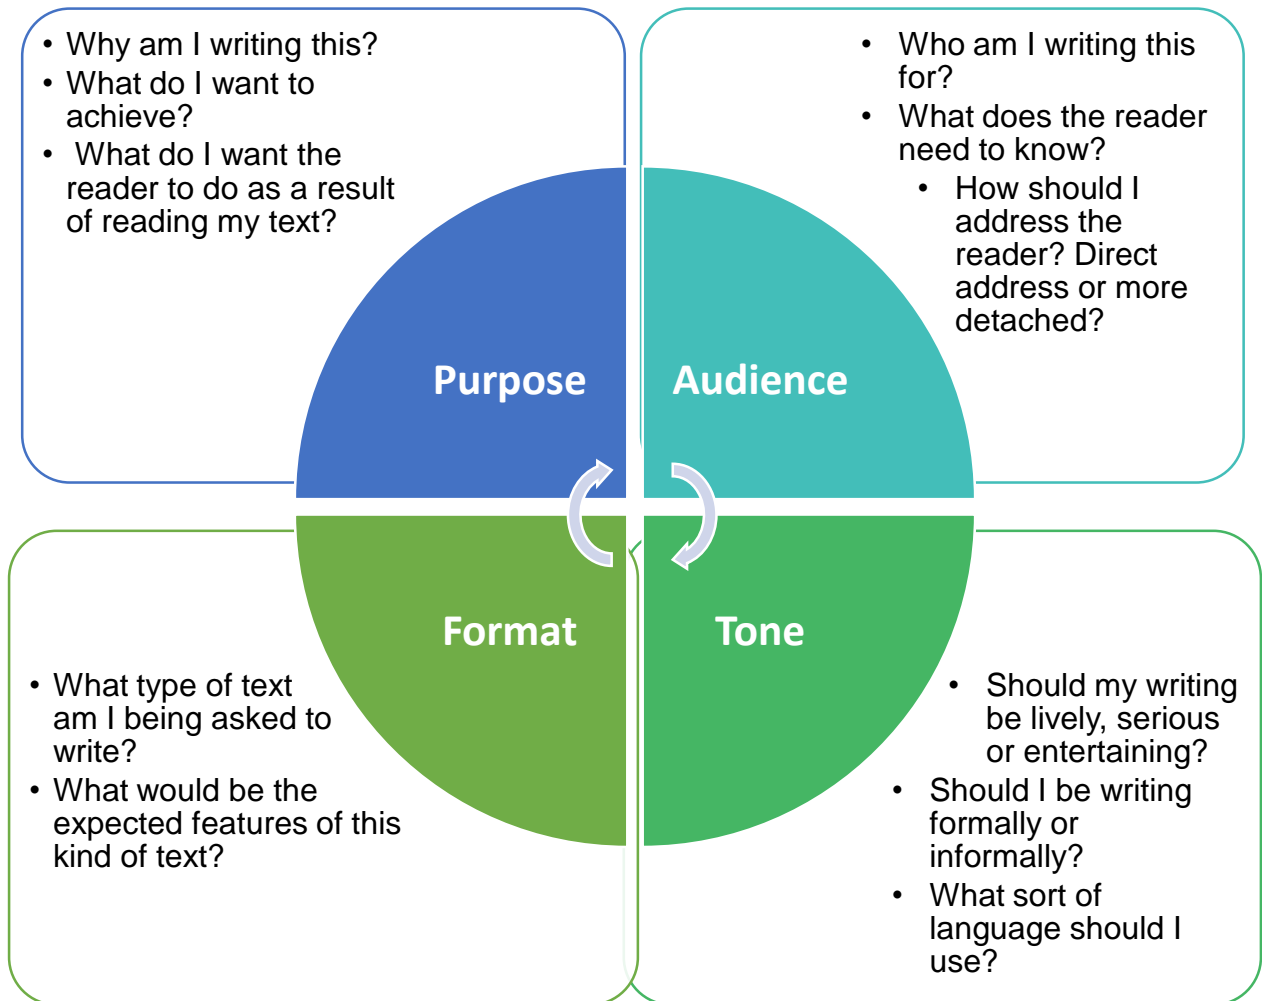 • Why am I writing this?
• What do I want to
achieve?
• What do I want the
reader to do as a result
of reading my text?
• Who am I writing this
for?
• What does the reader
need to know?
• How should I
address the
reader? Direct
address or more
detached?
Purpose
Audience
Format
Tone
• What type of text
am I being asked to
write?
• What would be the
expected features of this
kind of text?
• Should my writing
be lively, serious
or entertaining?
• Should I be writing
formally or
informally?
• What sort of
language should I
use?